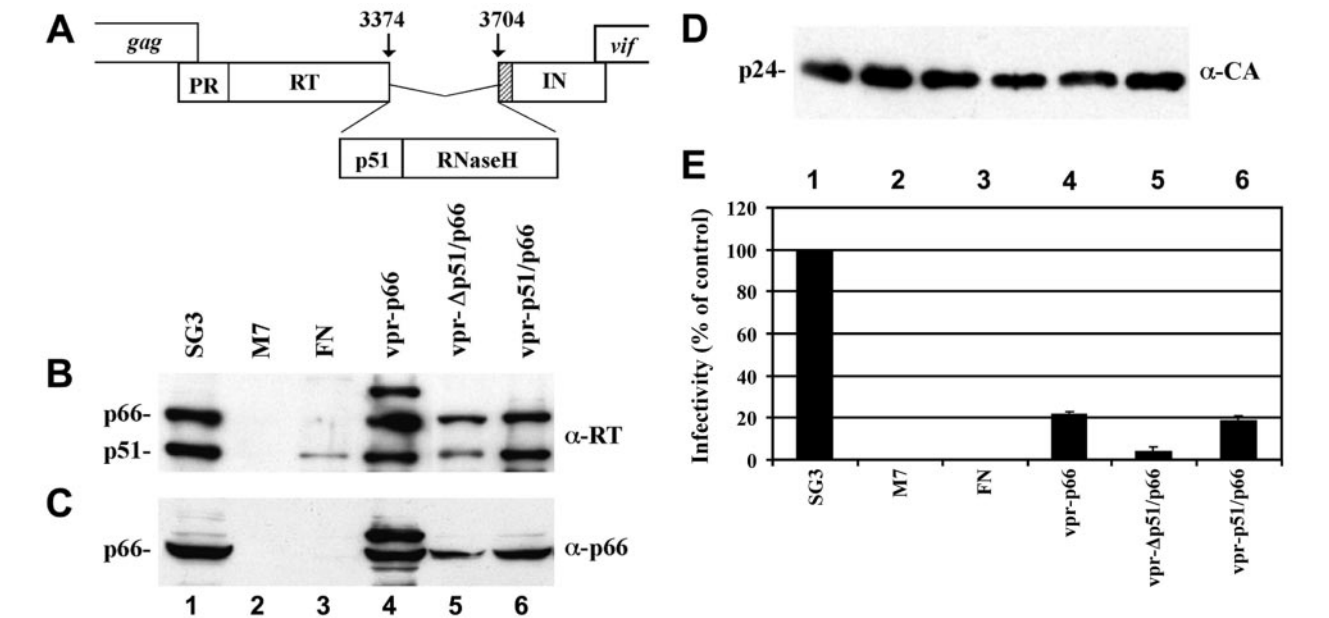 A
3374
3704
gag
vif
PR
RT
IN
p51
RNaseH
SG3
M7
FN
vpr-p66
vpr-Δp51/p66
vpr-p51/p66
B
p66-
p51-
α-RT
C
p66-
α-p66
1 2 3 4 5 6
D
p24-
α-CA
E
1 2 3 4 5 6
Infectivity (% of control)
120
100
80
60
40
20
0
SG3
M7
FN
vpr-p66
vpr-Δp51/p66
vpr-p51/p66